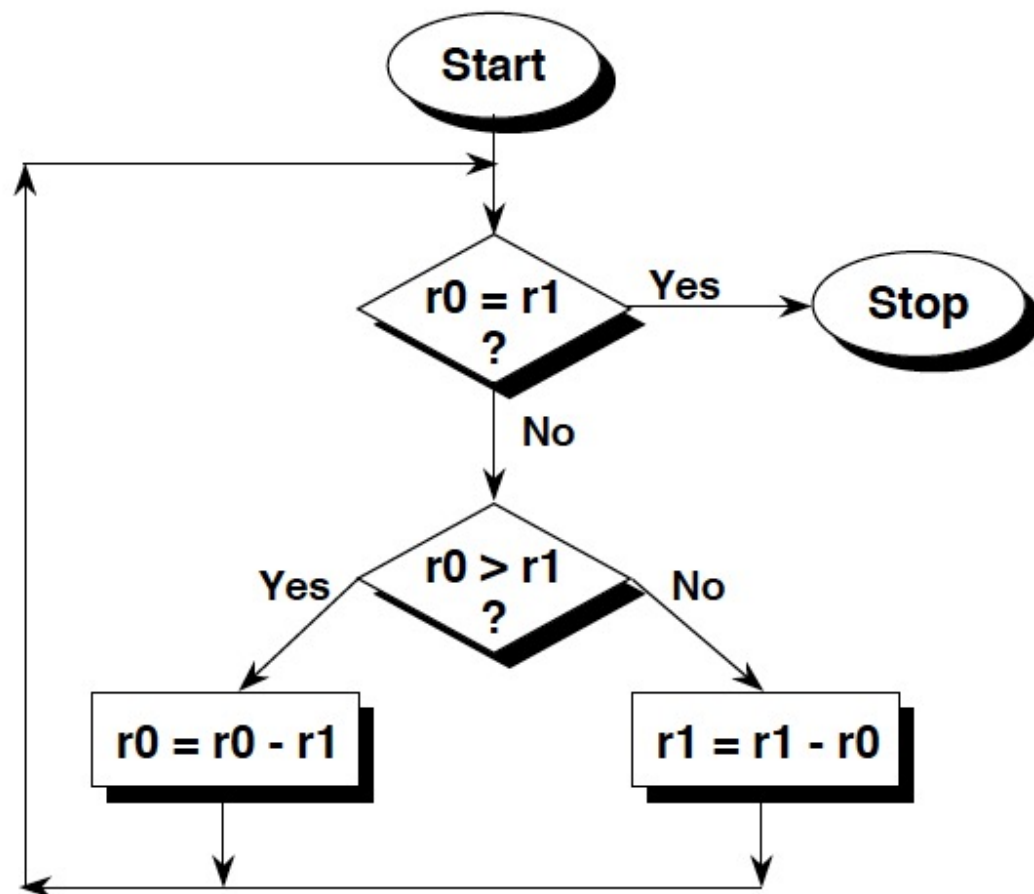 Start
r0 = r1
?
Yes
Stop
No
r0 > r1
?
Yes
No
r0 = r0 - r1
r1 = r1 - r0